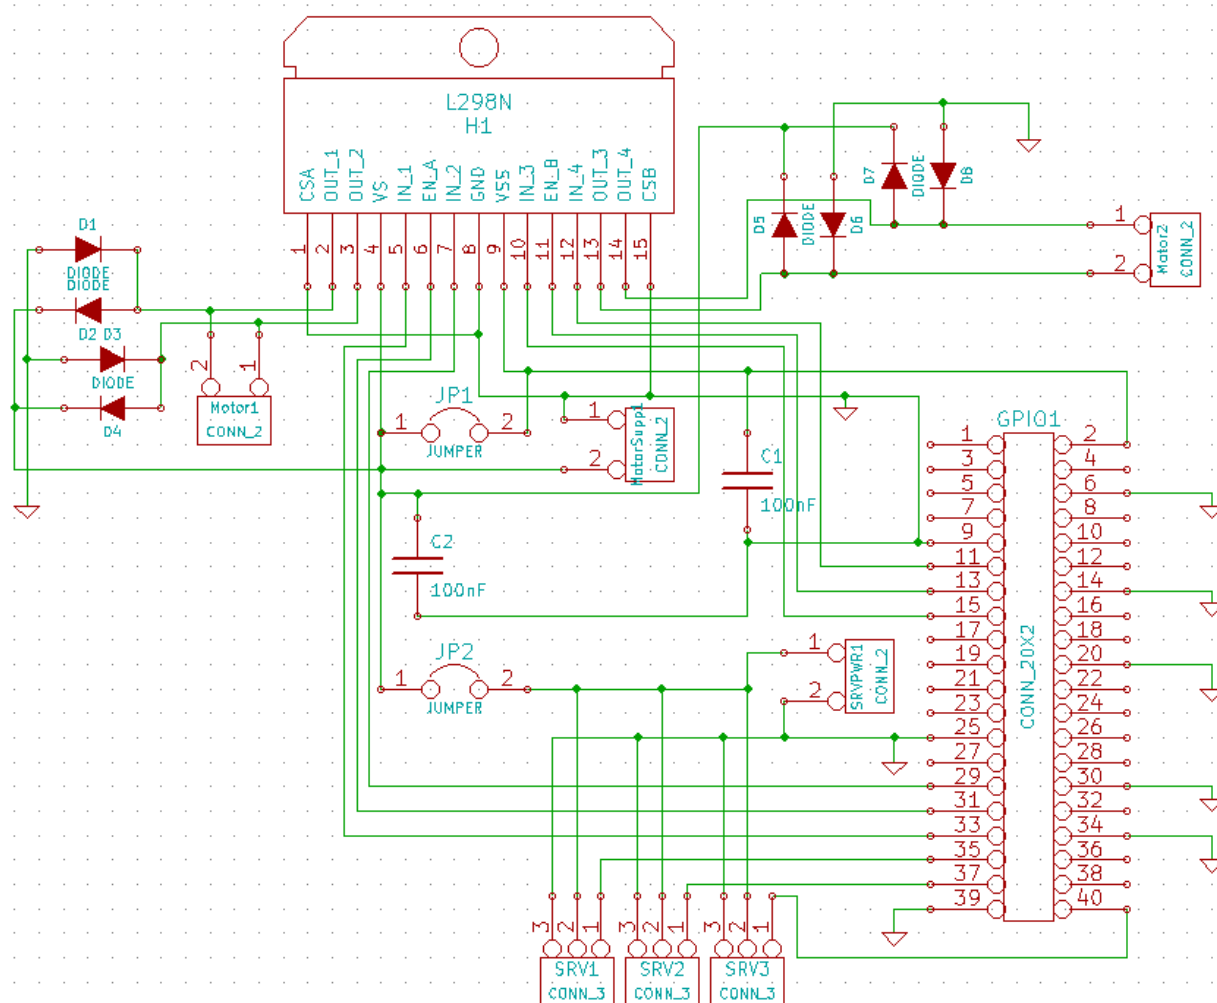 L298N
H1
CSA
OUT_1
OUT_2
VS
IN_1
EN_A
IN_2
GND
VSS
IN_3
EN_B
IN_4
OUT_3
OUT_4
CSB
1
2
3
4
5
6
7
8
9
10
11
12
13
14
15
D7
DIODE
D8
D5
DIODE
D6
1
2
Motor2
CONN_2
D1
DIODE
DIODE
D2
D3
DIODE
D4
2
1
Motor1
CONN_2
JP1
1
2
JUMPER
1
2
MotorSuppl
CONN_2
C1
100nF
C2
100nF
JP2
1
2
JUMPER
1
2
SRVPWR1
CONN_2
GPIO1
CONN_20X2
1
2
3
4
5
6
7
8
9
10
11
12
13
14
15
16
17
18
19
20
21
22
23
24
25
26
27
28
29
30
31
32
33
34
35
36
37
38
39
40
3
2
1
3
2
1
3
2
1
SRV1
SRV2
SRV3
CONN_3
CONN_3
CONN_3